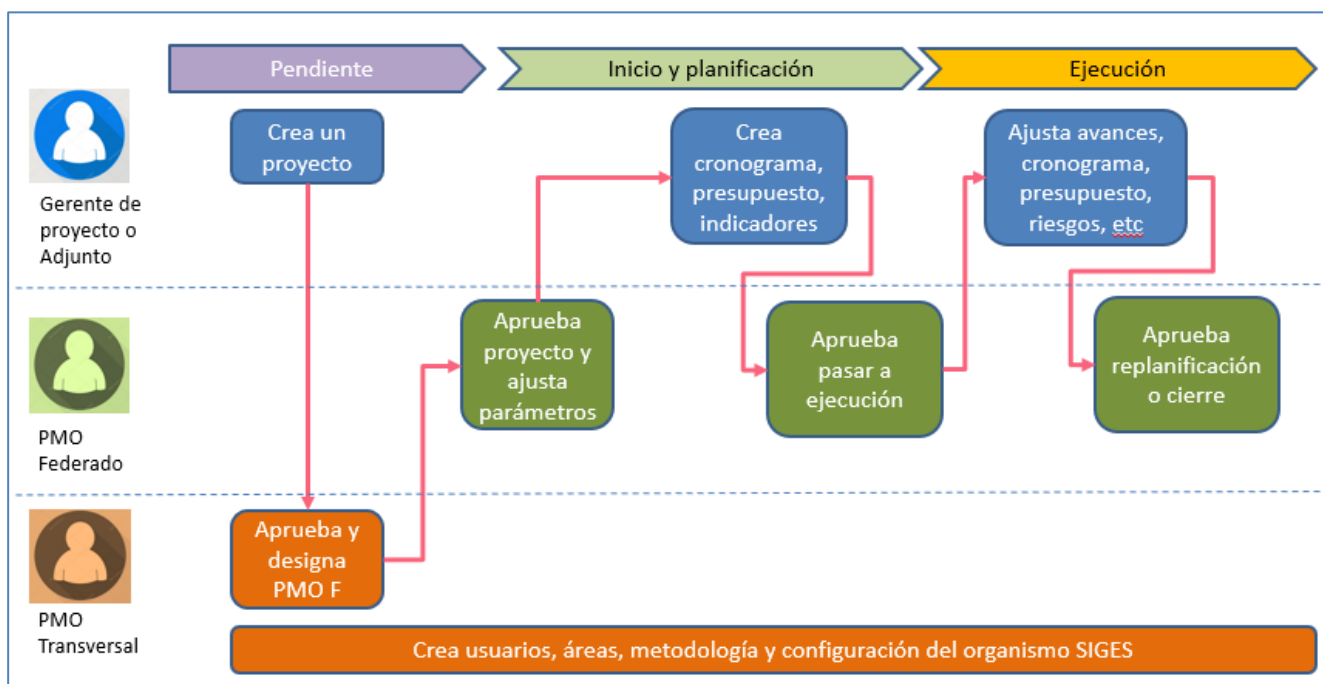 Pendiente
Inicio y planificación
Ejecución
Gerente de
proyecto o
Adjunto
Crea un
proyecto
Crea
cronograma,
presupuesto,
indicadores
Ajusta avances,
cronograma,
presupuesto,
riesgos, etc
PMO
Federado
Aprueba
proyecto y
ajusta
parámetros
Aprueba
pasar a
ejecución
Aprueba
replanificación
o cierre
PMO
Transversal
Aprueba y
designa
PMO F
Crea usuarios, áreas, metodología y configuración del organismo SIGES